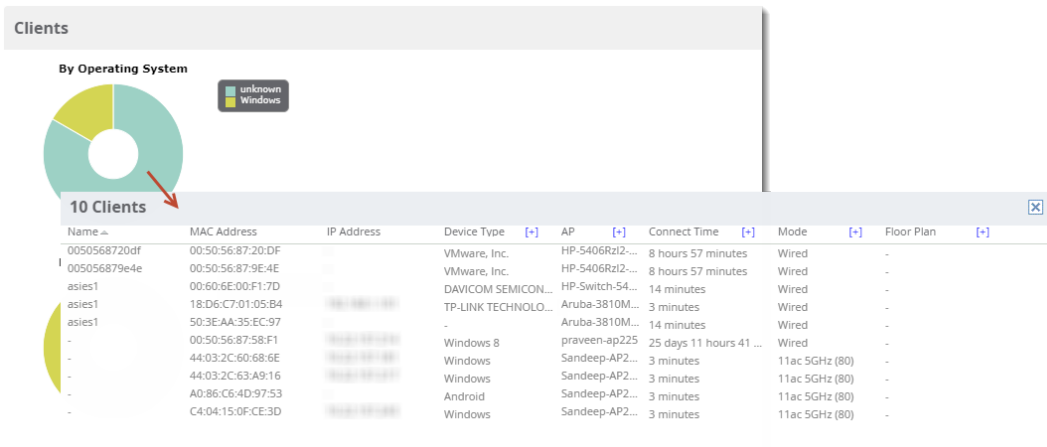 Clients
By Operating System
unknown
Windows
10 Clients
Name MAC Address IP Address Device Type [+] AP [+] Connect Time [+] Mode [+] Floor Plan [+]
0050568720df 00:50:56:87:20:DF VMware, Inc. HP-5406Rzl2-... 8 hours 57 minutes Wired -
005056879e4e 00:50:56:87:9E:4E VMware, Inc. HP-5406Rzl2-... 8 hours 57 minutes Wired -
asies1 00:60:6E:00:F1:7D DAVICOM SEMICON... HP-Switch-54... 14 minutes Wired -
asies1 18:D6:C7:01:05:B4 TP-LINK TECHNOLO... Aruba-3810M... 3 minutes Wired -
asies1 50:3E:AA:35:EC:97 - Aruba-3810M... 14 minutes Wired -
- 00:50:56:87:58:F1 Windows 8 praveen-ap225 25 days 11 hours 41 ... Wired -
- 44:03:2C:60:68:6E Windows Sandeep-AP2... 3 minutes 11ac 5GHz (80) -
- 44:03:2C:63:A9:16 Windows Sandeep-AP2... 3 minutes 11ac 5GHz (80) -
- A0:86:C6:4D:97:53 Android Sandeep-AP2... 3 minutes 11ac 5GHz (80) -
- C4:04:15:0F:CE:3D Windows Sandeep-AP2... 3 minutes 11ac 5GHz (80) -